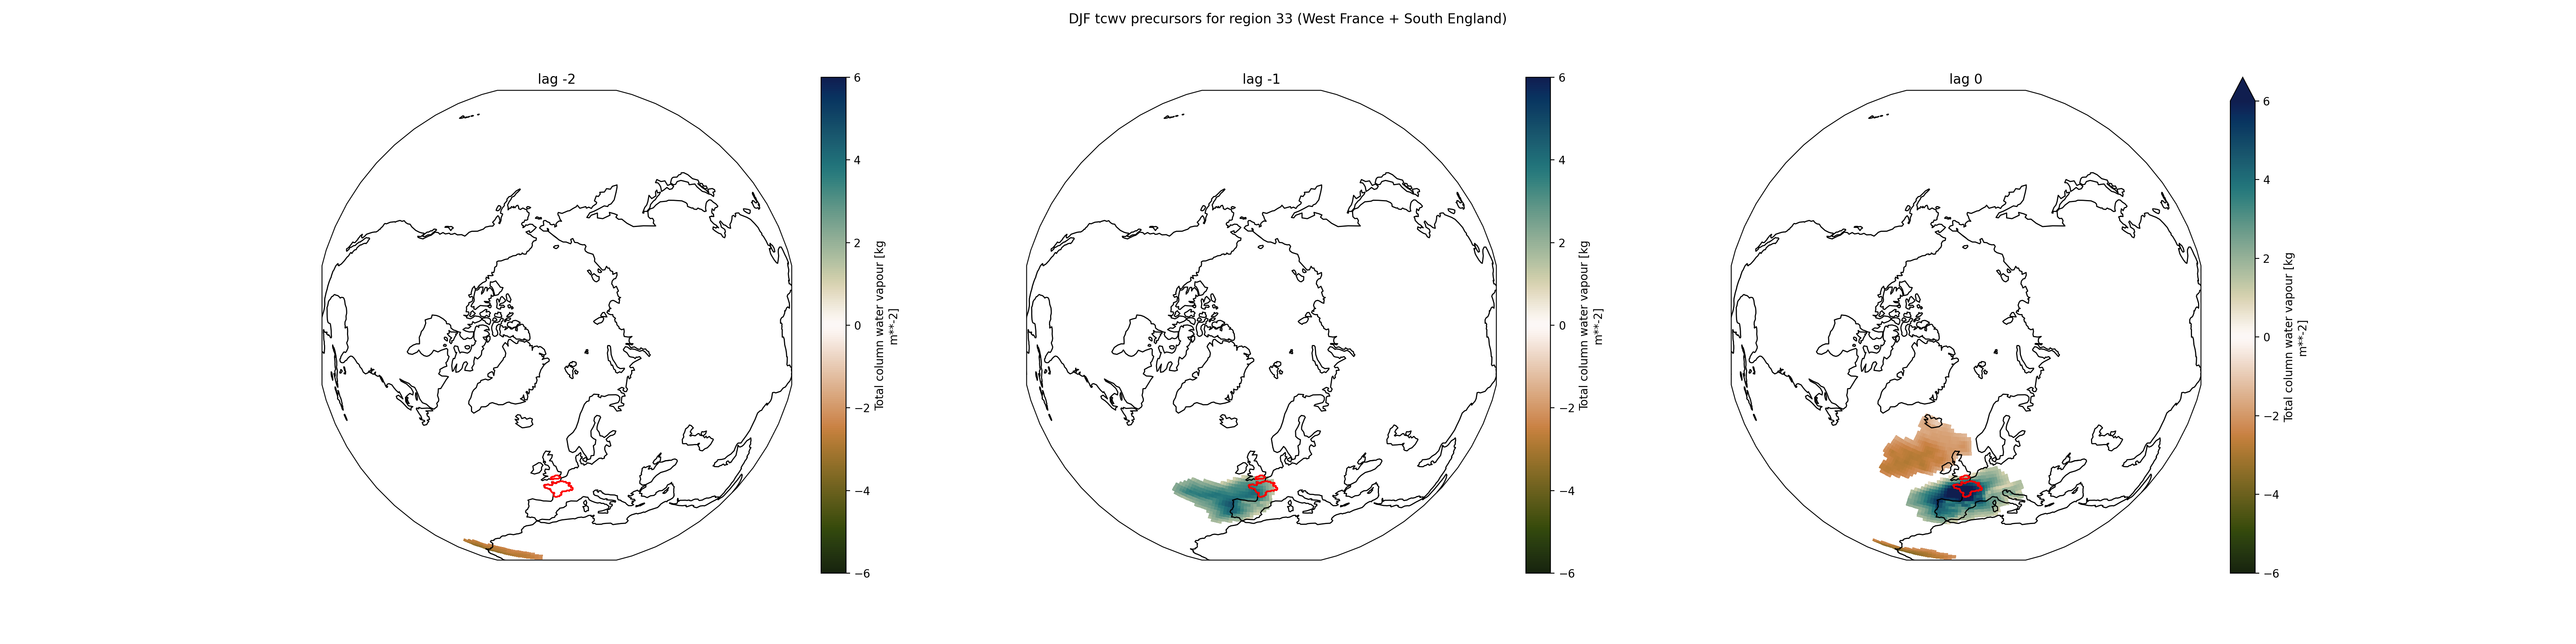 DJF tcwv precursors for region 33 (West France + South England)
lag -2
6
4
2
0
−2
−4
−6
Total column water vapour [kg
m**-2]
lag -1
6
4
2
0
−2
−4
−6
Total column water vapour [kg
m**-2]
lag 0
6
4
2
0
−2
−4
−6
Total column water vapour [kg
m**-2]